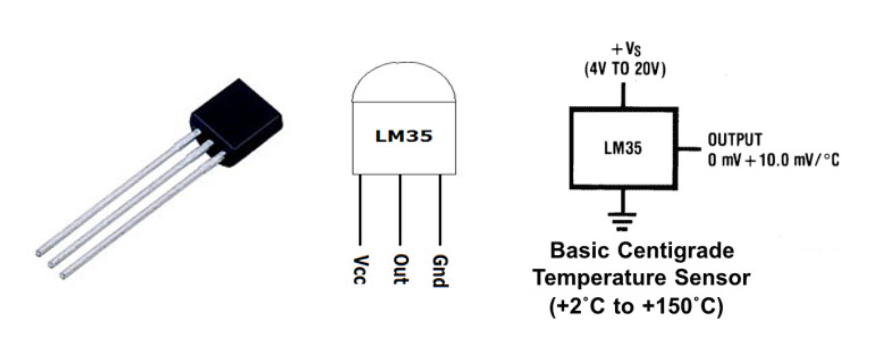 LM35
Vcc
Out
Gnd
+Vs
(4V TO 20V)
LM35
OUTPUT
0 mV + 10.0 mV/°C
Basic Centigrade
Temperature Sensor
(+2°C to +150°C)